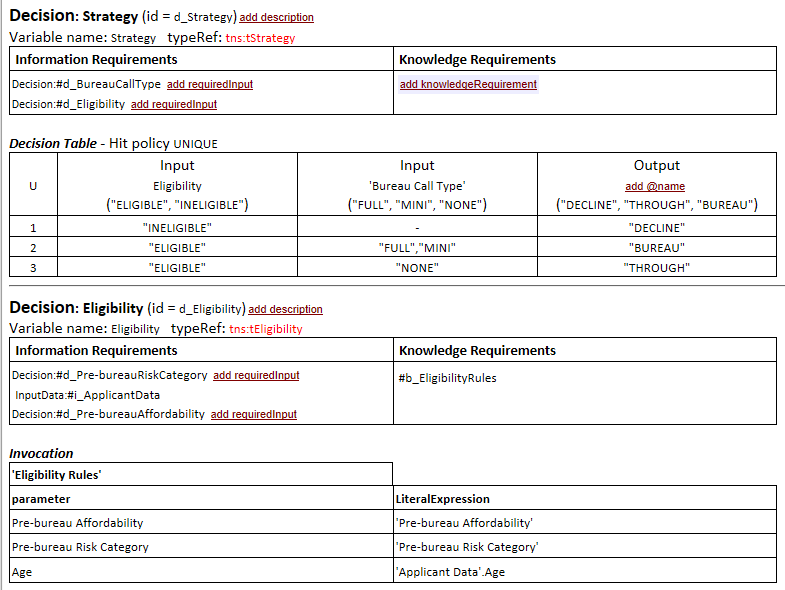 Decision: Strategy (id = d_Strategy) add description
Variable name: Strategy typeRef: tns:tStrategy
Information Requirements Knowledge Requirements
Decision:#d_BureauCallType add requiredInput add knowledgeRequirement
Decision:#d_Eligibility add requiredInput
Decision Table - Hit policy UNIQUE
Input Input Output
U Eligibility 'Bureau Call Type' add @name
("ELIGIBLE", "INELIGIBLE") ("FULL", "MINI", "NONE") ("DECLINE", "THROUGH", "BUREAU")
1 "INELIGIBLE" - "DECLINE"
2 "ELIGIBLE" "FULL","MINI" "BUREAU"
3 "ELIGIBLE" "NONE" "THROUGH"
Decision: Eligibility (id = d_Eligibility) add description
Variable name: Eligibility typeRef: tns:tEligibility
Information Requirements Knowledge Requirements
Decision:#d_Pre-bureauRiskCategory add requiredInput #b_EligibilityRules
InputData:#i_ApplicantData
Decision:#d_Pre-bureauAffordability add requiredInput
Invocation
'Eligibility Rules'
parameter LiteralExpression
Pre-bureau Affordability 'Pre-bureau Affordability'
Pre-bureau Risk Category 'Pre-bureau Risk Category'
Age 'Applicant Data'.Age